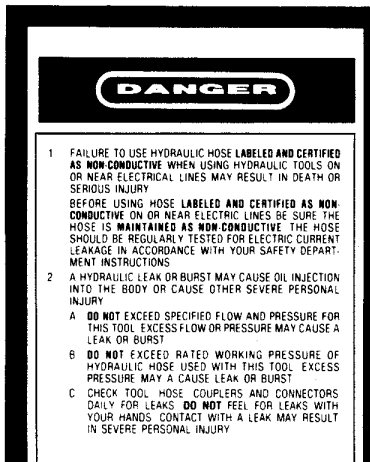 DANGER
1 FAILURE TO USE HYDRAULIC HOSE LABELED AND CERTIFIED
AS NON-CONDUCTIVE WHEN USING HYDRAULIC TOOLS ON
OR NEAR ELECTRICAL LINES MAY RESULT IN DEATH OR
SERIOUS INJURY
BEFORE USING HOSE LABELED AND CERTIFIED AS NON-
CONDUCTIVE ON OR NEAR ELECTRIC LINES BE SURE THE
HOSE IS MAINTAINED AS NON-CONDUCTIVE THE HOSE
SHOULD BE REGULARLY TESTED FOR ELECTRIC CURRENT
LEAKAGE IN ACCORDANCE WITH YOUR SAFETY DEPART-
MENT INSTRUCTIONS
2 A HYDRAULIC LEAK OR BURST MAY CAUSE OIL INJECTION
INTO THE BODY OR CAUSE OTHER SEVERE PERSONAL
INJURY
A DO NOT EXCEED SPECIFIED FLOW AND PRESSURE FOR
THIS TOOL EXCESS FLOW OR PRESSURE MAY CAUSE A
LEAK OR BURST
B DO NOT EXCEED RATED WORKING PRESSURE OF
HYDRAULIC HOSE USED WITH THIS TOOL EXCESS
PRESSURE MAY A CAUSE LEAK OR BURST
C CHECK TOOL HOSE COUPLERS AND CONNECTORS
DAILY FOR LEAKS DO NOT FEEL FOR LEAKS WITH
YOUR HANDS CONTACT WITH A LEAK MAY RESULT
IN SEVERE PERSONAL INJURY